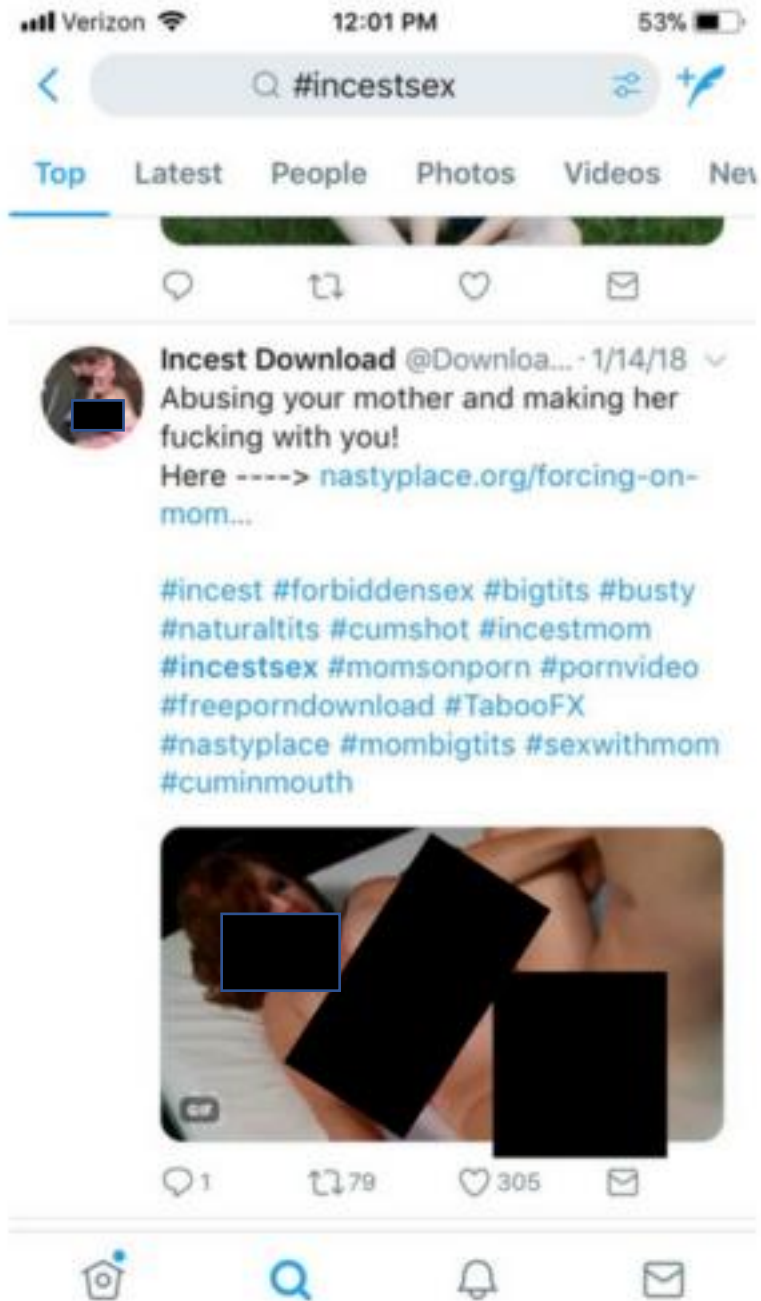 Verizon 12:01 PM 53%
#incestsex
Top Latest People Photos Videos New
Incest Download @Downloa... · 1/14/18
Abusing your mother and making her
fucking with you!
Here ----> nastyplace.org/forcing-on-
mom...
#incest #forbiddensex #bigtits #busty
#naturaltits #cumshot #incestmom
#incestsex #momsonporn #pornvideo
#freeporndownload #TabooFX
#nastyplace #mombigtits #sexwithmom
#cuminmouth
GIF
1 79 305